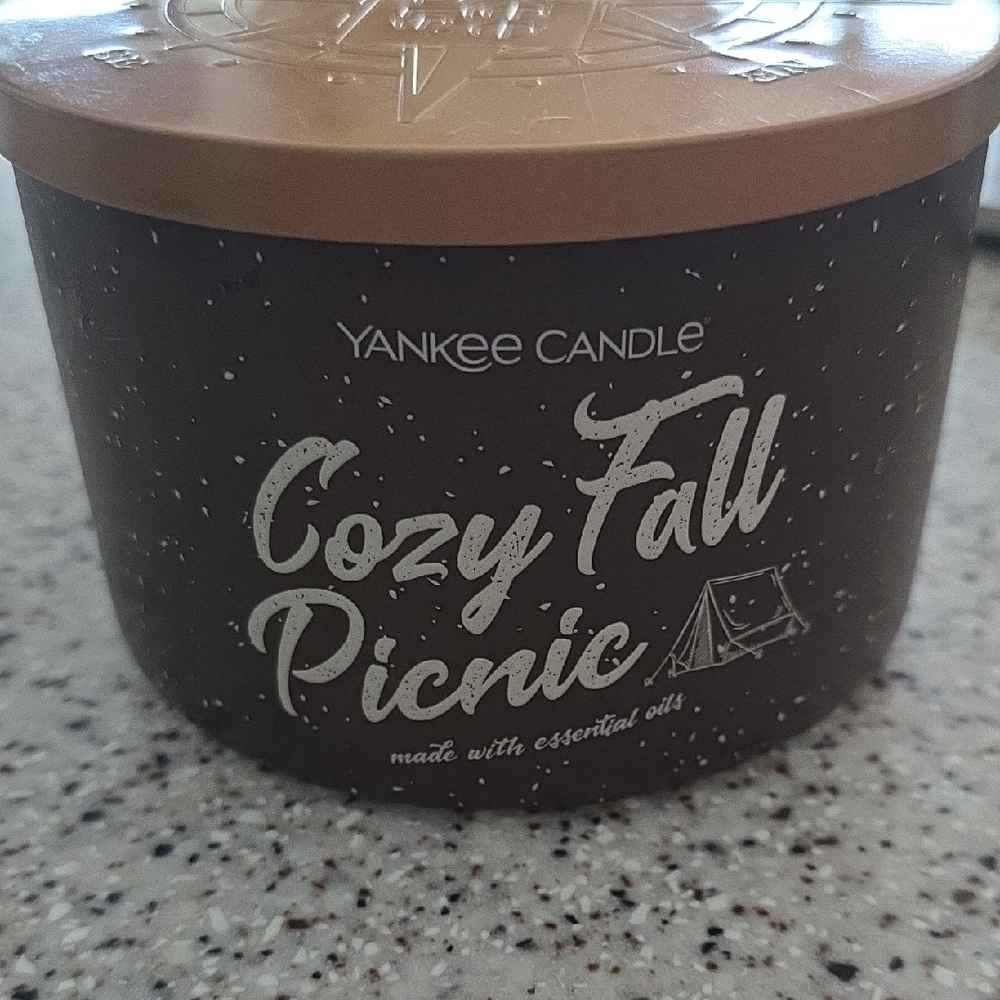 YANKEE CANDLE
Cozy Fall
Picnic
made with essential oils